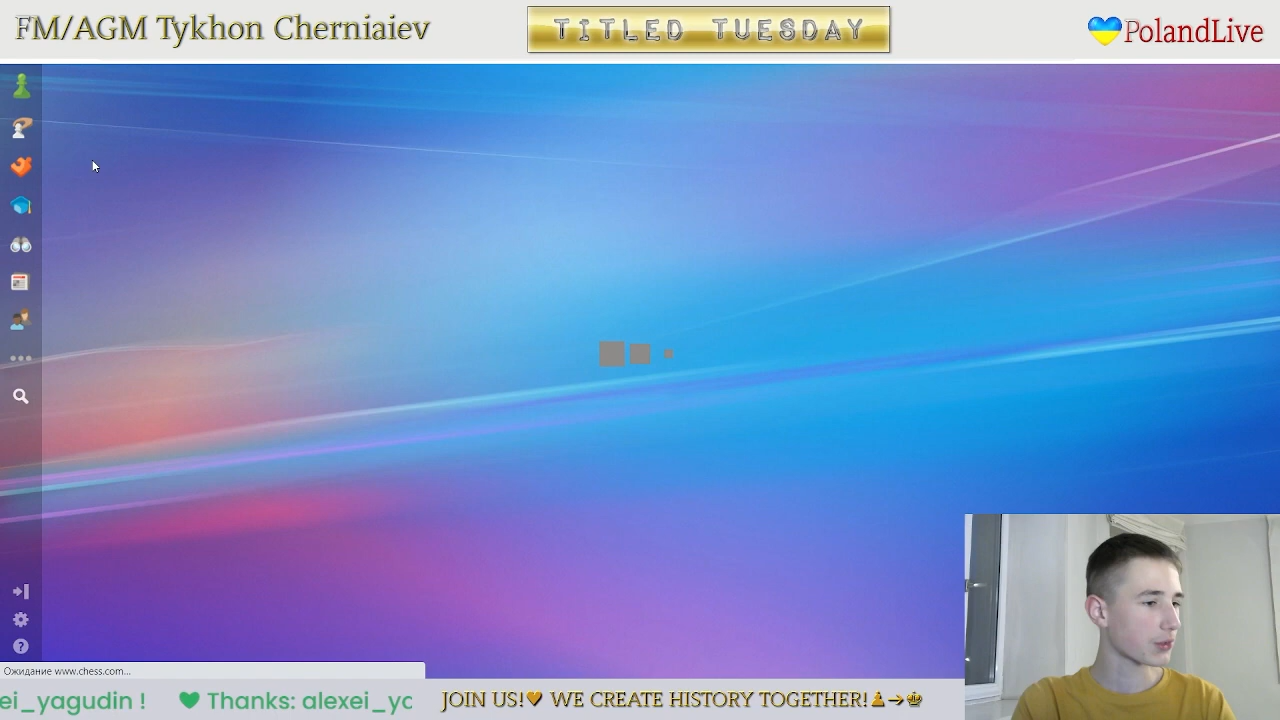 FM/AGM Tykhon Cherniaiev
TITLED TUESDAY
PolandLive
Ожидание www.chess.com...
ei_yagudin !
Thanks: alexei_yc
JOIN US! WE CREATE HISTORY TOGETHER!